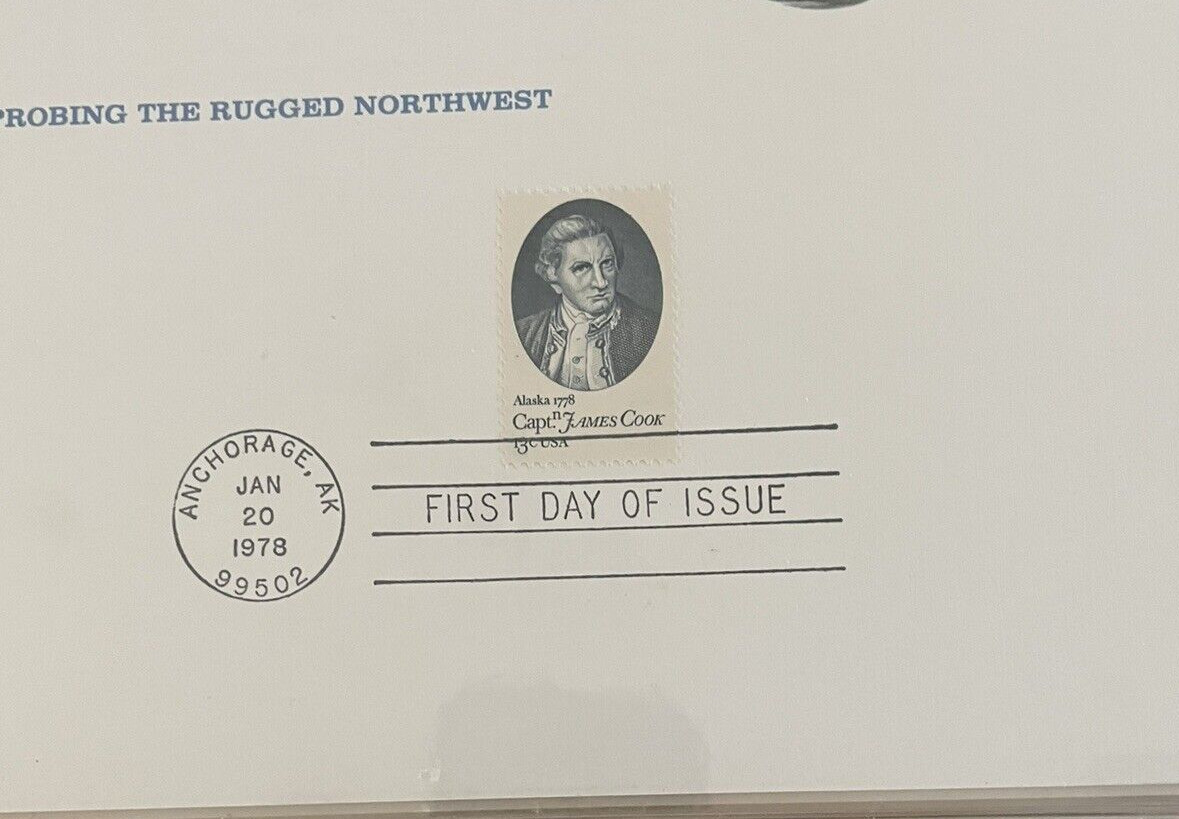 PROBING THE RUGGED NORTHWEST
Alaska 1778
Capt.ⁿ JAMES COOK
13c USA
ANCHORAGE, AK
JAN
20
1978
99502
FIRST DAY OF ISSUE